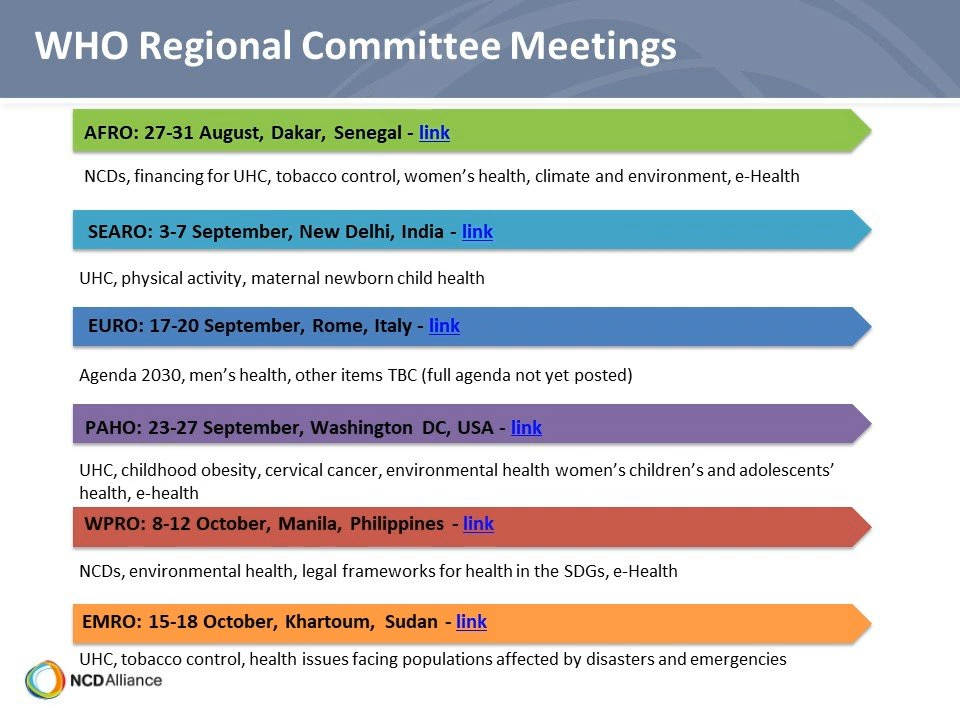 WHO Regional Committee Meetings
AFRO: 27-31 August, Dakar, Senegal - link
NCDs, financing for UHC, tobacco control, women’s health, climate and environment, e-Health
SEARO: 3-7 September, New Delhi, India - link
UHC, physical activity, maternal newborn child health
EURO: 17-20 September, Rome, Italy - link
Agenda 2030, men’s health, other items TBC (full agenda not yet posted)
PAHO: 23-27 September, Washington DC, USA - link
UHC, childhood obesity, cervical cancer, environmental health women’s children’s and adolescents’
health, e-health
WPRO: 8-12 October, Manila, Philippines - link
NCDs, environmental health, legal frameworks for health in the SDGs, e-Health
EMRO: 15-18 October, Khartoum, Sudan - link
UHC, tobacco control, health issues facing populations affected by disasters and emergencies
NCD Alliance